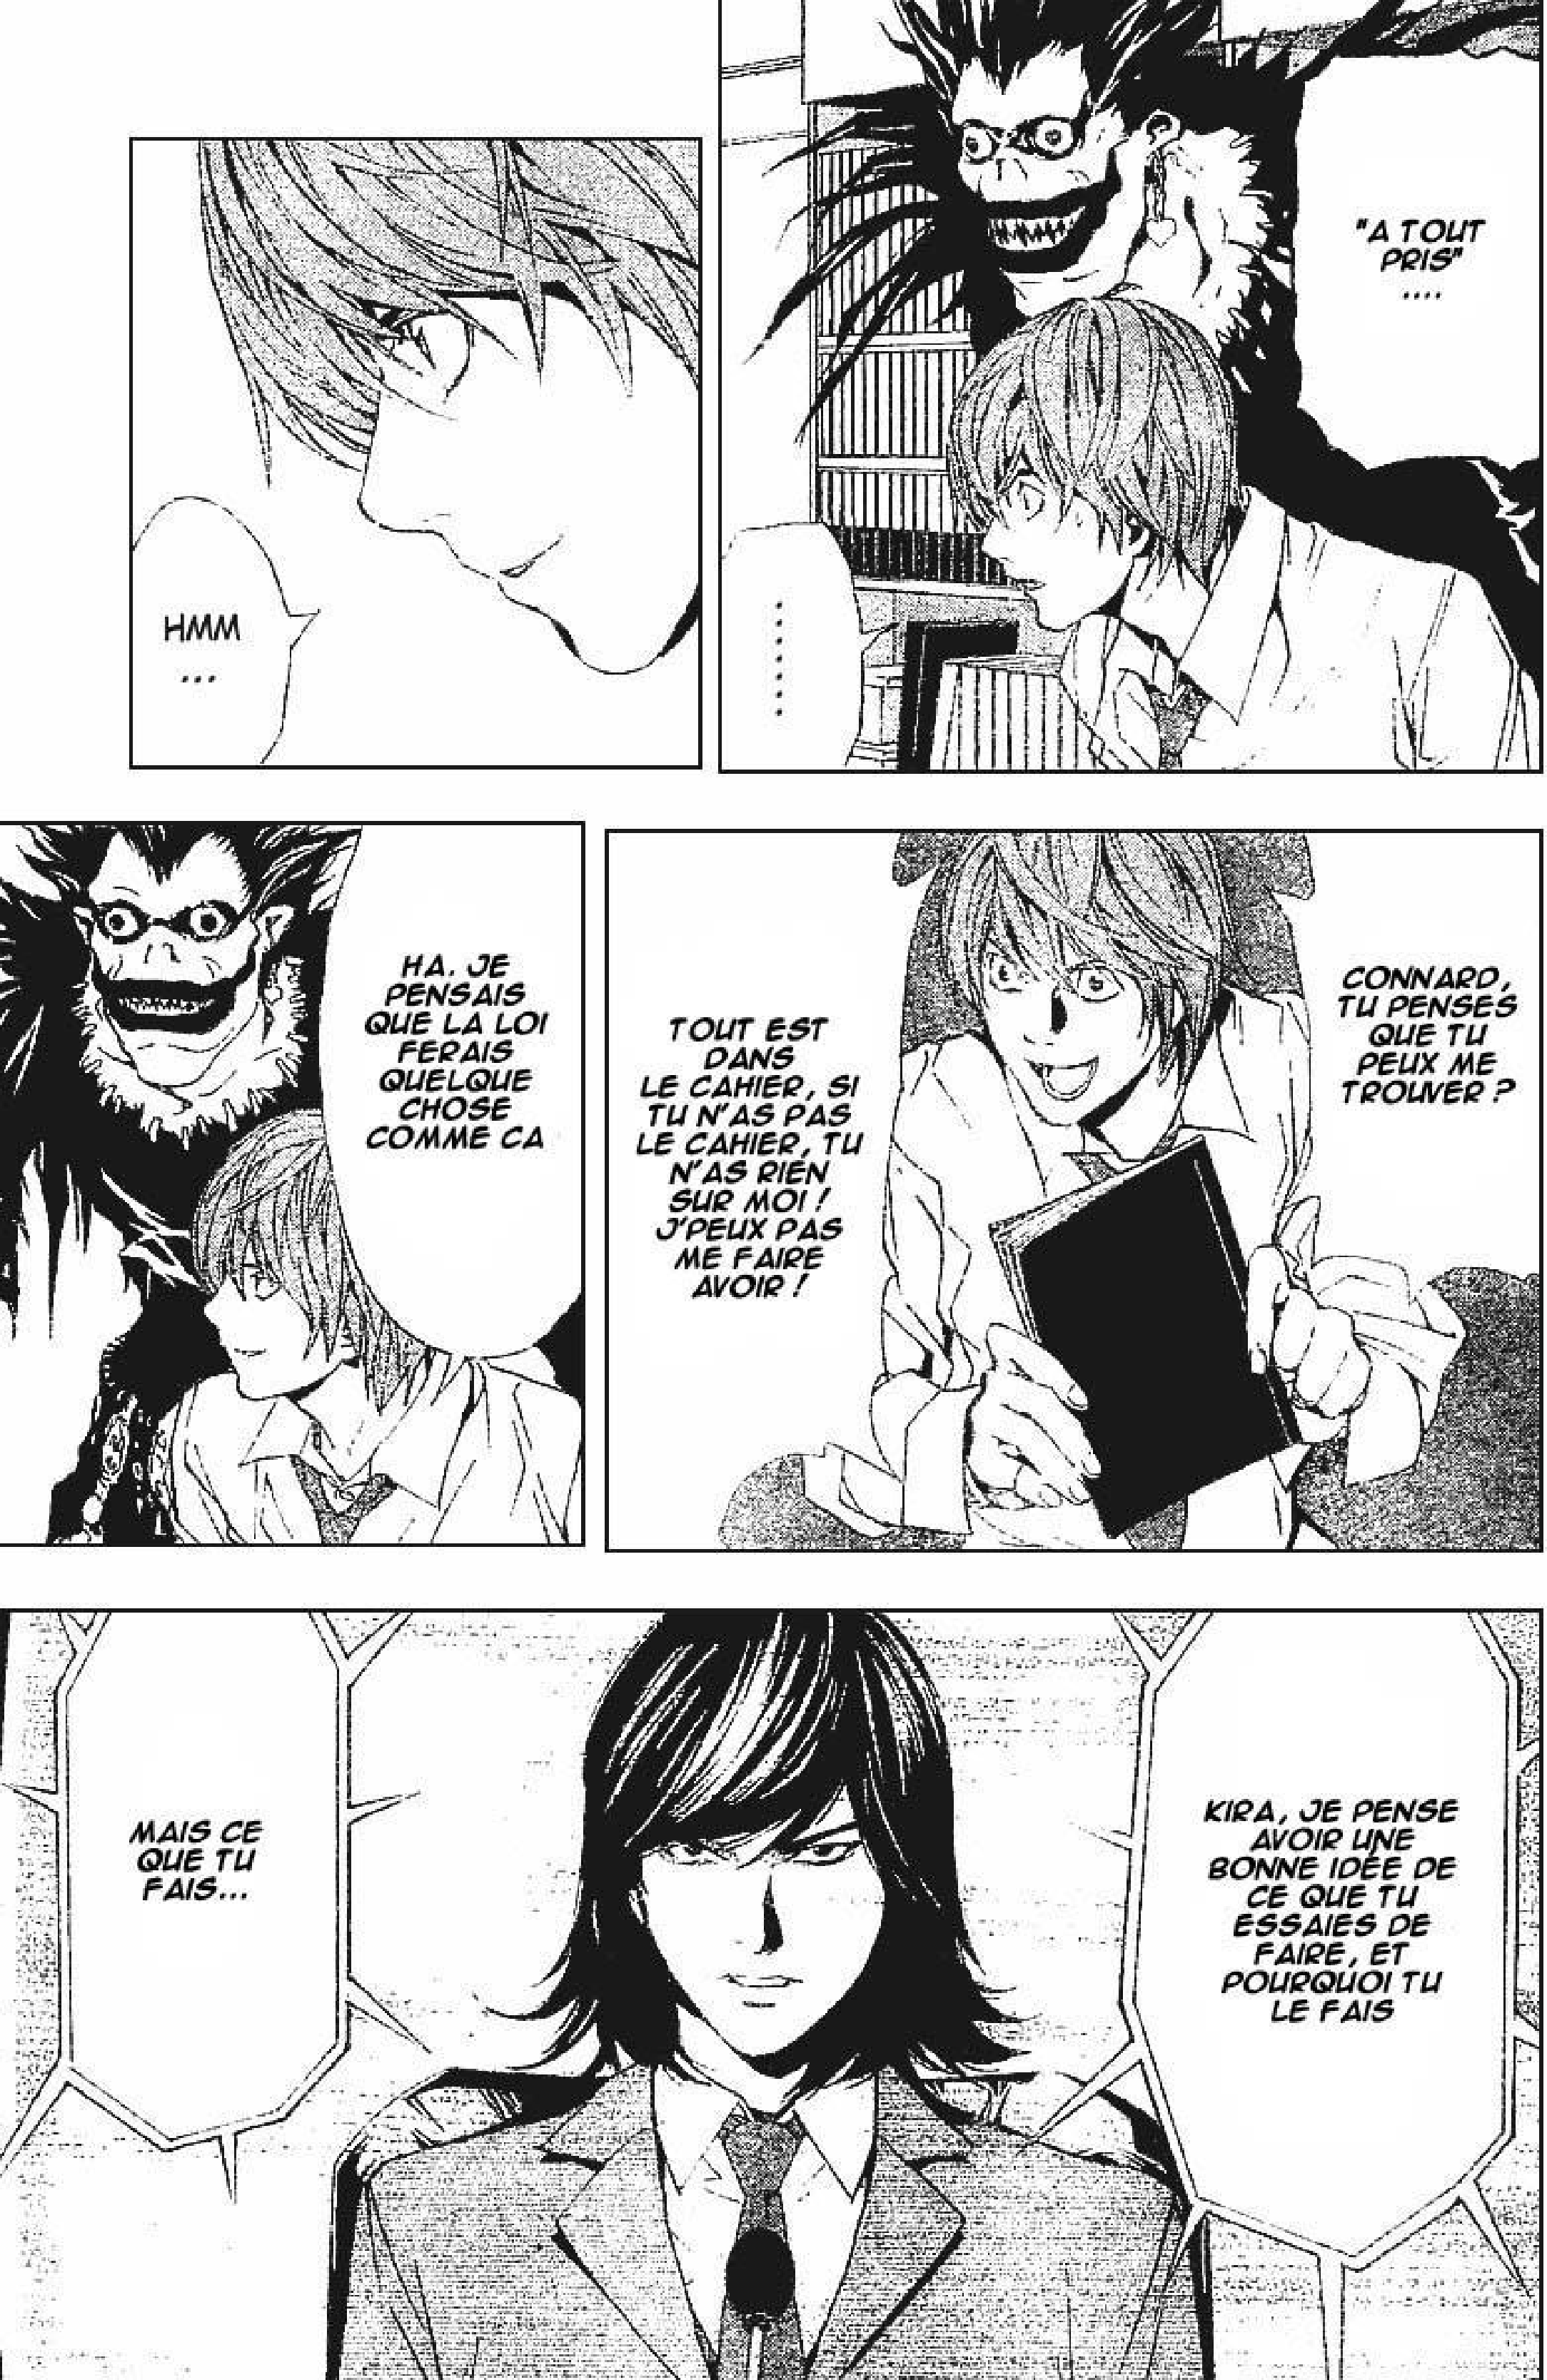 "A TOUT
PRIS"
....
.......
HMM
...
CONNARD,
TU PENSES
QUE TU
PEUX ME
TROUVER ?
TOUT EST
DANS
LE CAHIER, SI
TU N'AS PAS
LE CAHIER, TU
N'AS RIEN
SUR MOI !
J'PEUX PAS
ME FAIRE
AVOIR !
HA. JE
PENSAIS
QUE LA LOI
FERAIS
QUELQUE
CHOSE
COMME CA
KIRA, JE PENSE
AVOIR UNE
BONNE IDÉE DE
CE QUE TU
ESSAIES DE
FAIRE, ET
POURQUOI TU
LE FAIS
MAIS CE
QUE TU
FAIS...